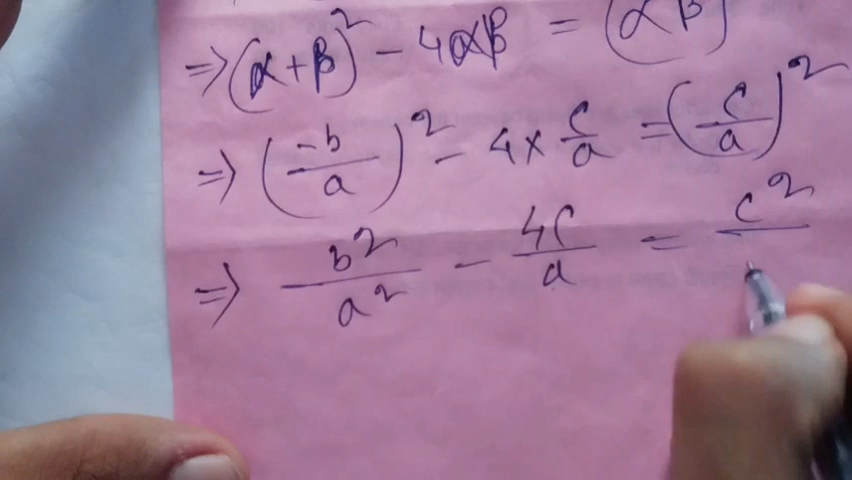 ⇒ (α + β)² − 4αβ = (αβ)
⇒ (−b/a)² − 4 × c/a = (c/a)²
⇒ b²/a² − 4c/a = c²/